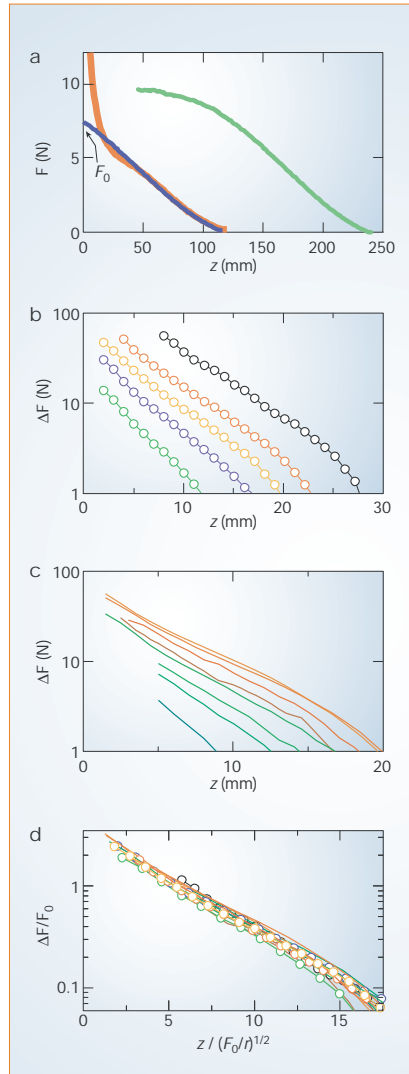 a
F (N)
10
5
0
F₀
0 50 100 150 200 250
z (mm)
b
ΔF (N)
100
10
1
0 10 20 30
z (mm)
c
ΔF (N)
100
10
1
10 20
z (mm)
d
ΔF/F₀
1
0.1
0 5 10 15
z / (F₀/r)^1/2